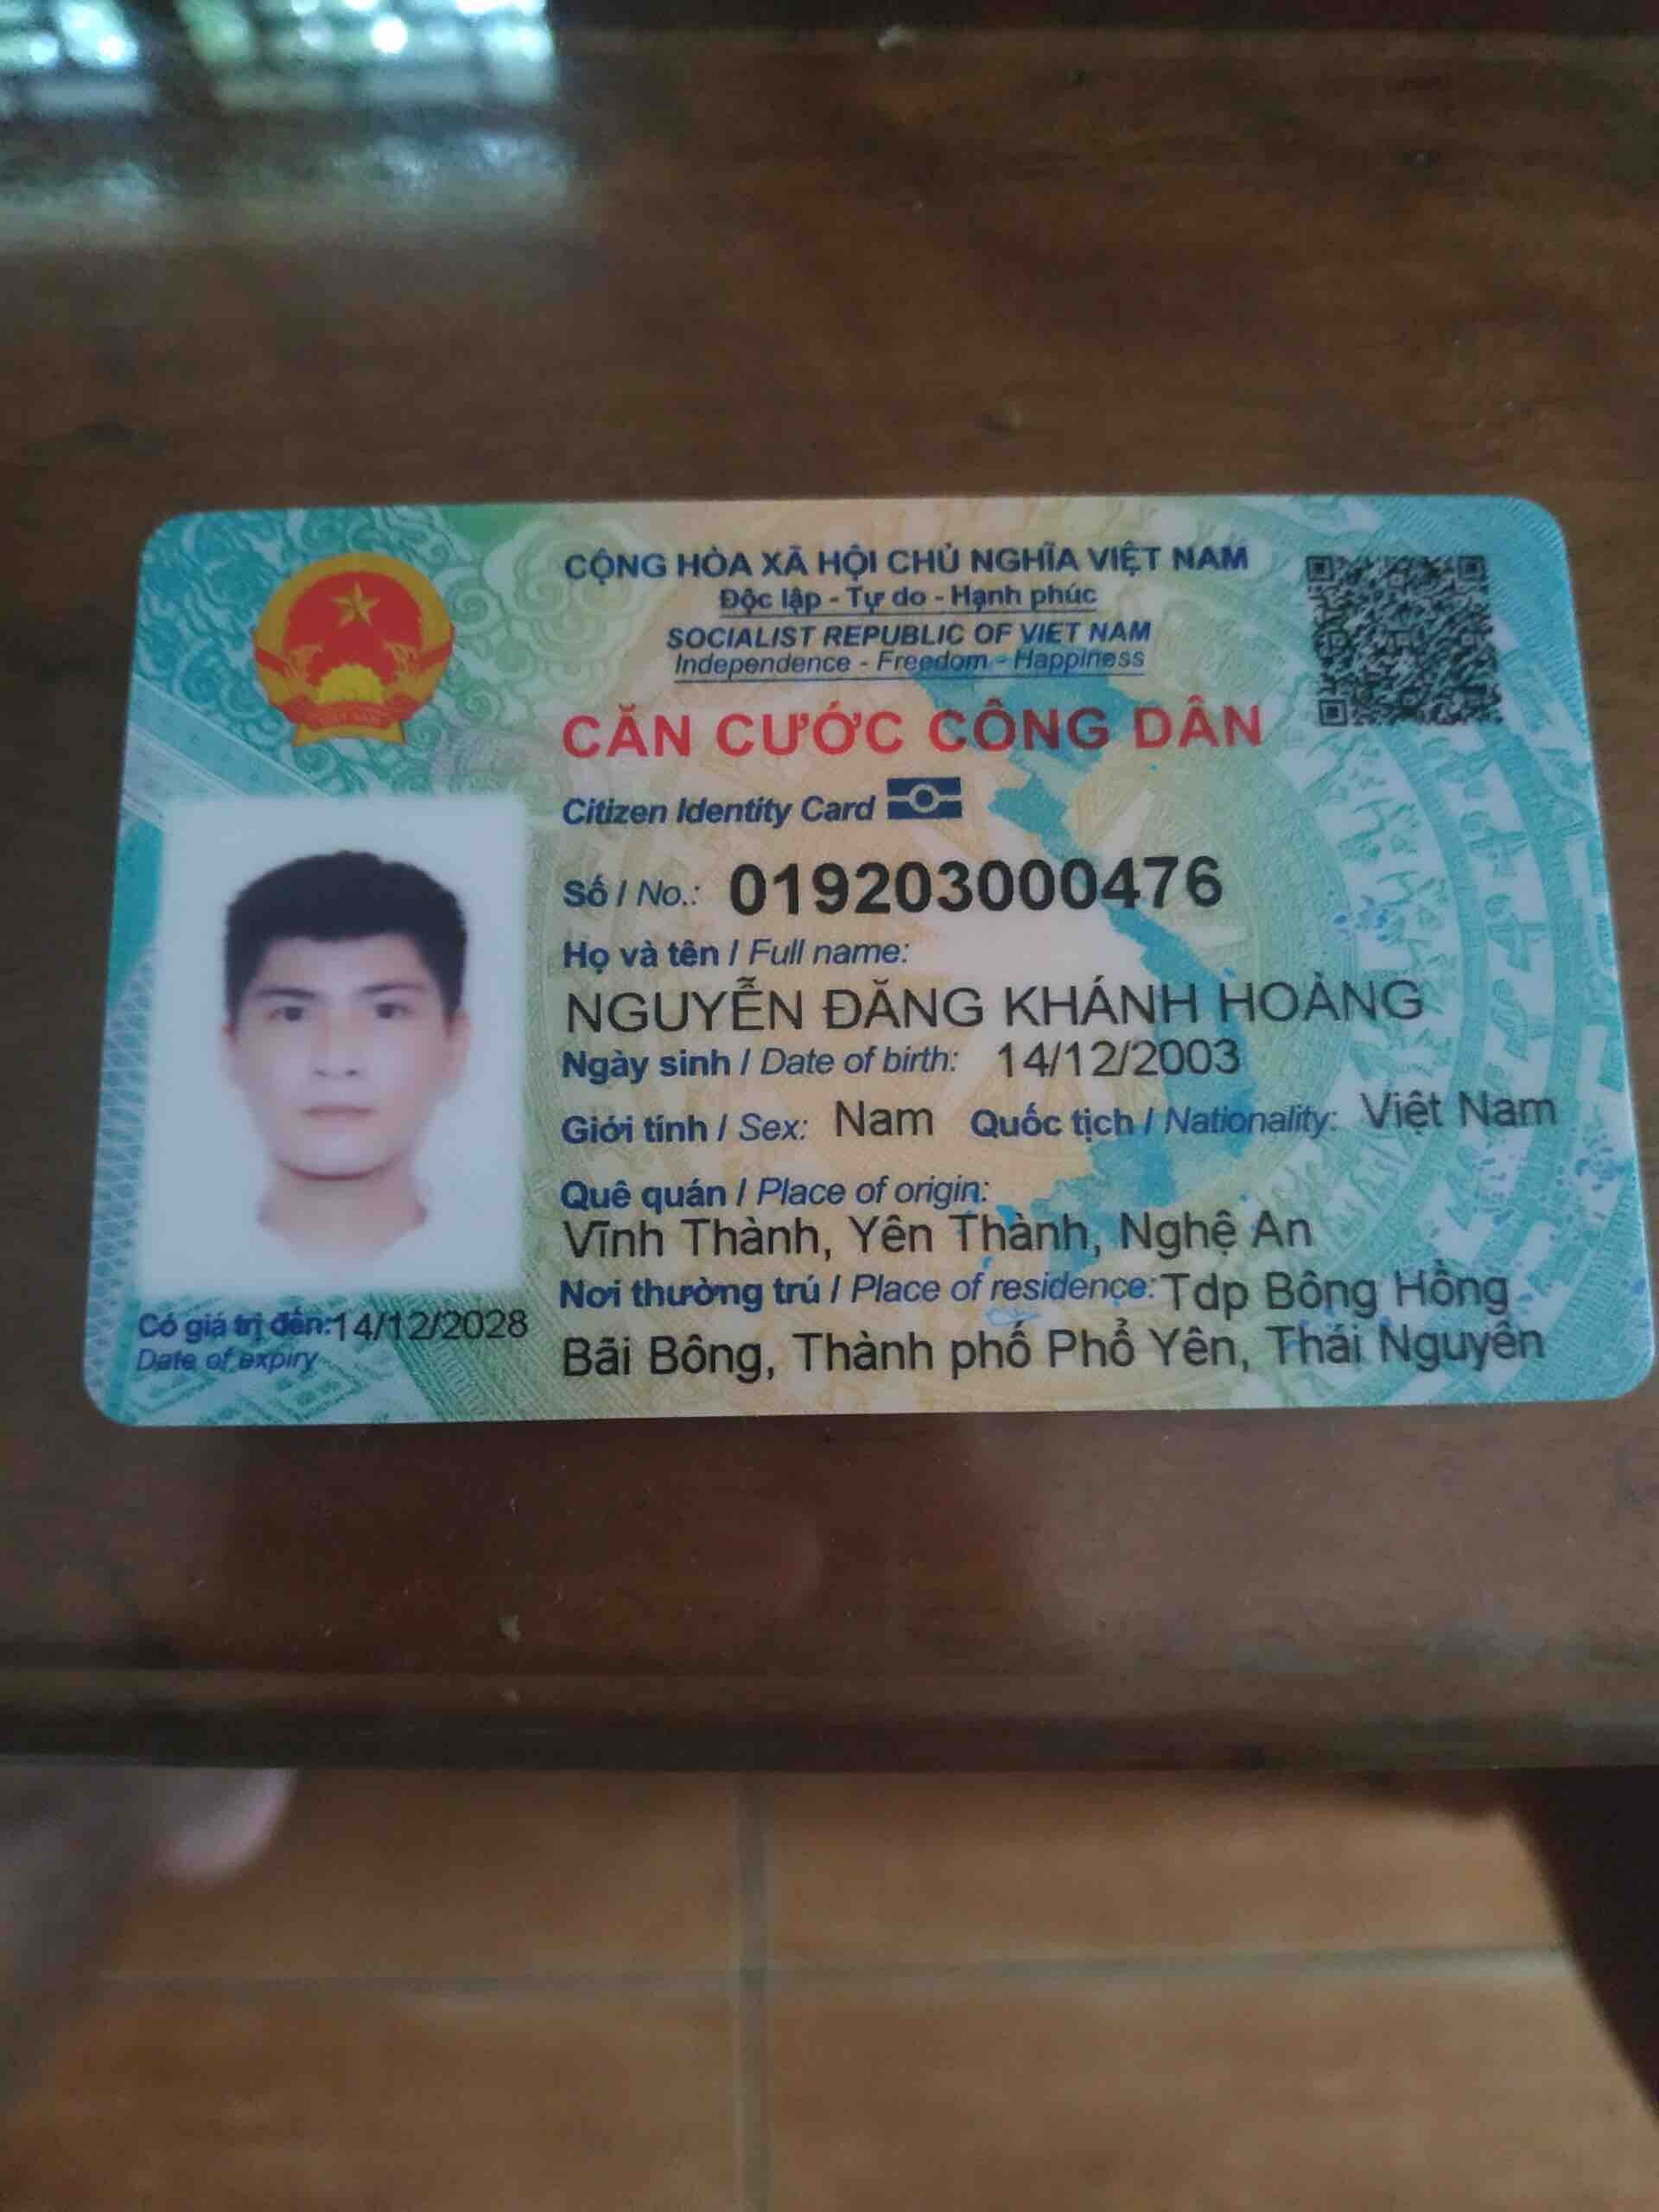 CỘNG HÒA XÃ HỘI CHỦ NGHĨA VIỆT NAM
Độc lập - Tự do - Hạnh phúc
SOCIALIST REPUBLIC OF VIET NAM
Independence - Freedom - Happiness
CĂN CƯỚC CÔNG DÂN
Citizen Identity Card
Số / No.: 019203000476
Họ và tên / Full name:
NGUYỄN ĐĂNG KHÁNH HOÀNG
Ngày sinh / Date of birth: 14/12/2003
Giới tính / Sex: Nam Quốc tịch / Nationality: Việt Nam
Quê quán / Place of origin:
Vĩnh Thành, Yên Thành, Nghệ An
Nơi thường trú / Place of residence: Tdp Bông Hồng
Bãi Bông, Thành phố Phổ Yên, Thái Nguyên
Có giá trị đến: 14/12/2028
Date of expiry